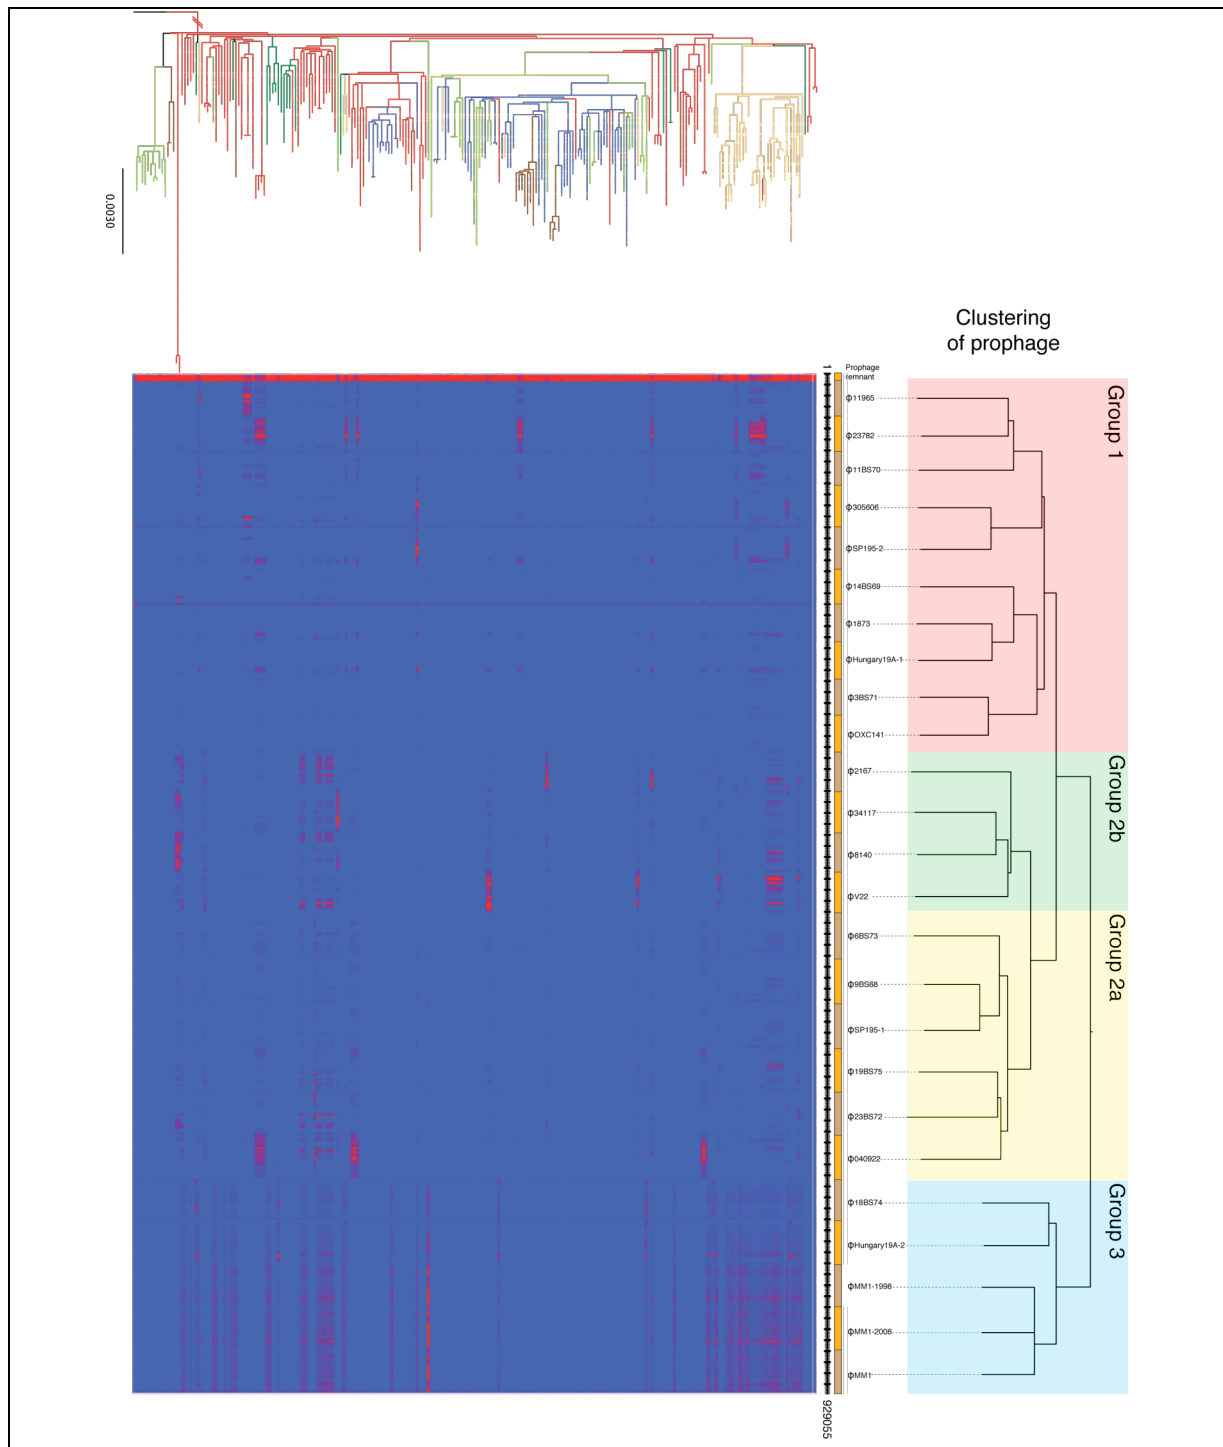 0.0030
Clustering
of prophage
1
Prophage
remnant
Group 1
ϕ11965
ϕ23782
ϕ11BS70
ϕ305606
ϕSP195-2
ϕ14BS69
ϕ1873
ϕHungary19A-1
ϕ3BS71
ϕOXC141
Group 2b
ϕ2167
ϕ34117
ϕ8140
ϕV22
Group 2a
ϕ6BS73
ϕ9BS68
ϕSP195-1
ϕ19BS75
ϕ23BS72
ϕ040922
Group 3
ϕ18BS74
ϕHungary19A-2
ϕMM1-1998
ϕMM1-2008
ϕMM1
929055